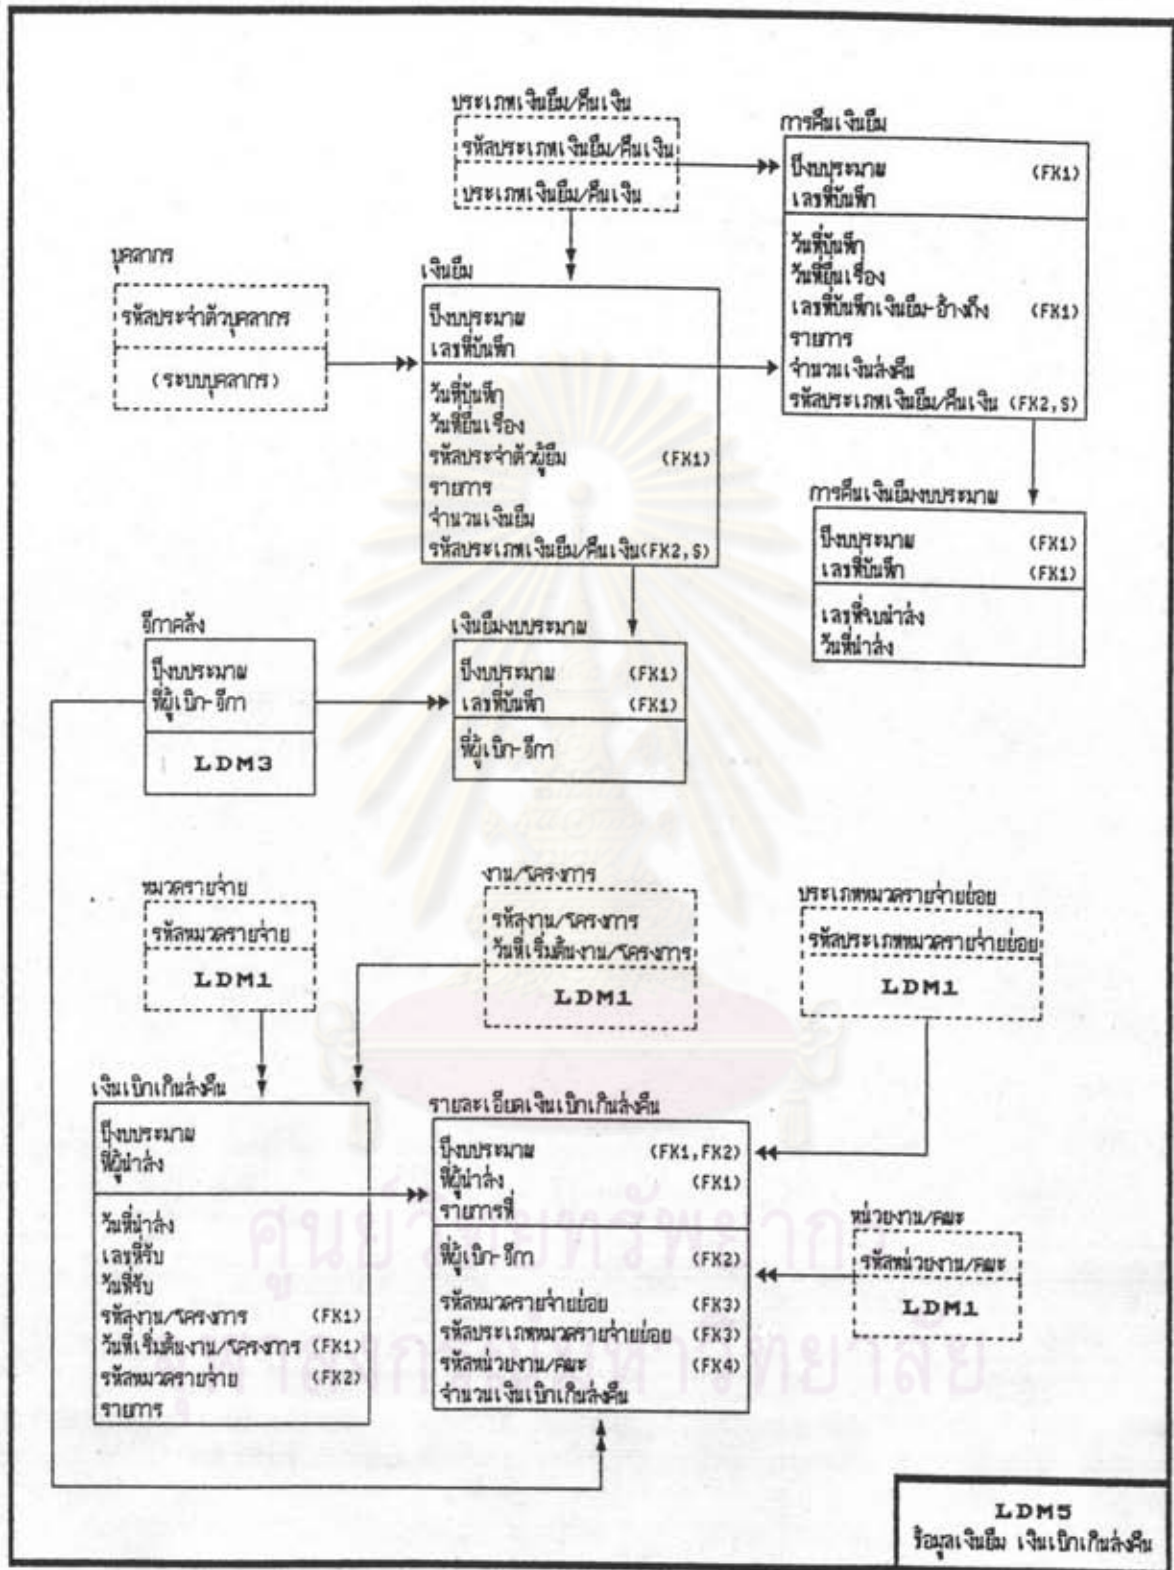 ประเภทเงินยืม/คืนเงิน
รหัสประเภทเงินยืม/คืนเงิน
ประเภทเงินยืม/คืนเงิน
การคืนเงินยืม
ปีงบประมาณ (FK1)
เลขที่บันทึก
วันที่บันทึก
วันที่ยื่นเรื่อง
เลขที่บันทึกเงินยืม-อ้างถึง (FK1)
รายการ
จำนวนเงินส่งคืน
รหัสประเภทเงินยืม/คืนเงิน (FK2,S)
บุคลากร
รหัสประจำตัวบุคลากร
(ระบบบุคลากร)
เงินยืม
ปีงบประมาณ
เลขที่บันทึก
วันที่บันทึก
วันที่ยื่นเรื่อง
รหัสประจำตัวผู้ยืม (FK1)
รายการ
จำนวนเงินยืม
รหัสประเภทเงินยืม/คืนเงิน(FK2,S)
การคืนเงินยืมงบประมาณ
ปีงบประมาณ (FK1)
เลขที่บันทึก (FK1)
เลขที่ใบนำส่ง
วันที่นำส่ง
ฎีกาคลัง
ปีงบประมาณ
ที่ผู้เบิก-ฎีกา
LDM3
เงินยืมงบประมาณ
ปีงบประมาณ (FK1)
เลขที่บันทึก (FK1)
ที่ผู้เบิก-ฎีกา
หมวดรายจ่าย
รหัสหมวดรายจ่าย
LDM1
งาน/โครงการ
รหัสงาน/โครงการ
วันที่เริ่มต้นงาน/โครงการ
LDM1
ประเภทหมวดรายจ่ายย่อย
รหัสประเภทหมวดรายจ่ายย่อย
LDM1
เงินเบิกเกินส่งคืน
ปีงบประมาณ
ที่ผู้นำส่ง
วันที่นำส่ง
เลขที่รับ
วันที่รับ
รหัสงาน/โครงการ (FK1)
วันที่เริ่มต้นงาน/โครงการ (FK1)
รหัสหมวดรายจ่าย (FK2)
รายการ
รายละเอียดเงินเบิกเกินส่งคืน
ปีงบประมาณ (FK1,FK2)
ที่ผู้นำส่ง (FK1)
รายการที่
ที่ผู้เบิก-ฎีกา (FK2)
รหัสหมวดรายจ่ายย่อย (FK3)
รหัสประเภทหมวดรายจ่ายย่อย (FK3)
รหัสหน่วยงาน/คณะ (FK4)
จำนวนเงินเบิกเกินส่งคืน
หน่วยงาน/คณะ
รหัสหน่วยงาน/คณะ
LDM1
ศูนย์วิทยทรัพยากร
จุฬาลงกรณ์มหาวิทยาลัย
LDM5
ข้อมูลเงินยืม เงินเบิกเกินส่งคืน